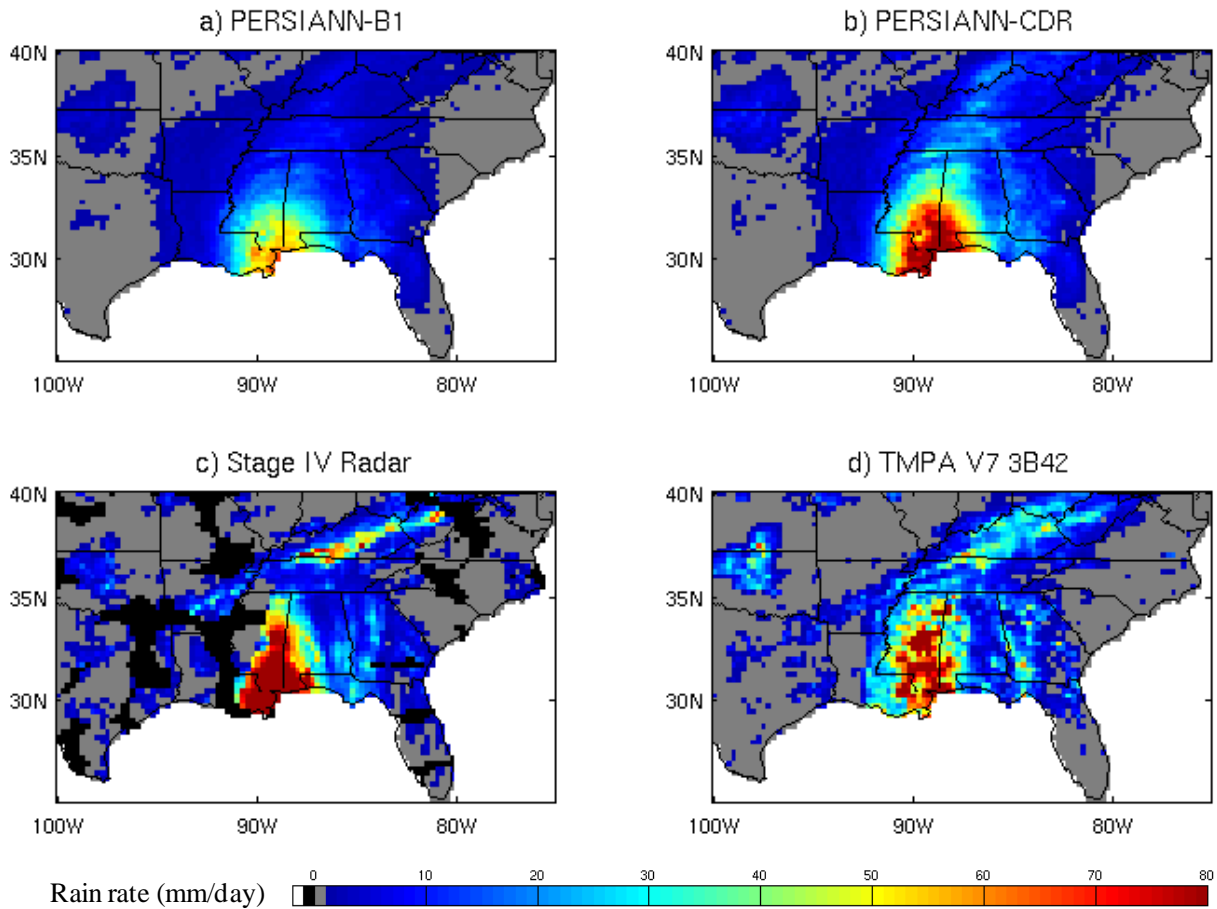 a) PERSIANN-B1
b) PERSIANN-CDR
40N
35N
30N
100W 90W 80W
40N
35N
30N
100W 90W 80W
c) Stage IV Radar
d) TMPA V7 3B42
40N
35N
30N
100W 90W 80W
40N
35N
30N
100W 90W 80W
Rain rate (mm/day)
0 10 20 30 40 50 60 70 80